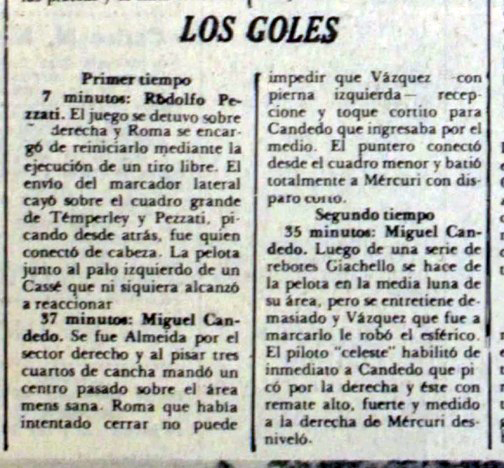 LOS GOLES
Primer tiempo
7 minutos: Rodolfo Pe-
zzati. El juego se detuvo sobre
derecha y Roma se encar-
gó de reiniciarlo mediante la
ejecución de un tiro libre. El
envío del marcador lateral
cayó sobre el cuadro grande
de Témperley y Pezzati, pi-
cando desde atrás, fue quien
conectó de cabeza. La pelota
junto al palo izquierdo de un
Cassé que ni siquiera alcanzó
a reaccionar
37 minutos: Miguel Can-
dedo. Se fue Almeida por el
sector derecho y al pisar tres
cuartos de cancha mandó un
centro pasado sobre el área
mens sana. Roma que había
intentado cerrar no puede
impedir que Vázquez —con
pierna izquierda— recep-
cione y toque cortito para
Candedo que ingresaba por el
medio. El puntero conectó
desde el cuadro menor y batió
totalmente a Mércuri con dis-
paro corto.
Segundo tiempo
35 minutos: Miguel Can-
dedo. Luego de una serie de
rebotes Giachello se hace de
la pelota en la media luna de
su área, pero se entretiene de-
masiado y Vázquez que fue a
marcarlo le robó el esférico.
El piloto "celeste" habilitó de
inmediato a Candedo que pi-
có por la derecha y éste con
remate alto, fuerte y medido
a la derecha de Mércuri des-
niveló.